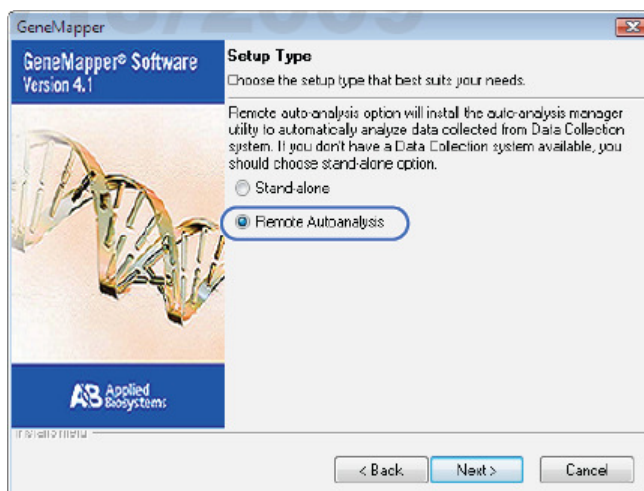 GeneMapper
GeneMapper® Software
Version 4.1
Setup Type
Choose the setup type that best suits your needs.
Remote auto-analysis option will install the auto-analysis manager
utility to automatically analyze data collected from Data Collection
system. If you don't have a Data Collection system available, you
should choose stand-alone option.
Stand-alone
Remote Autoanalysis
AB Applied
Biosystems
InstallShield
< Back
Next >
Cancel